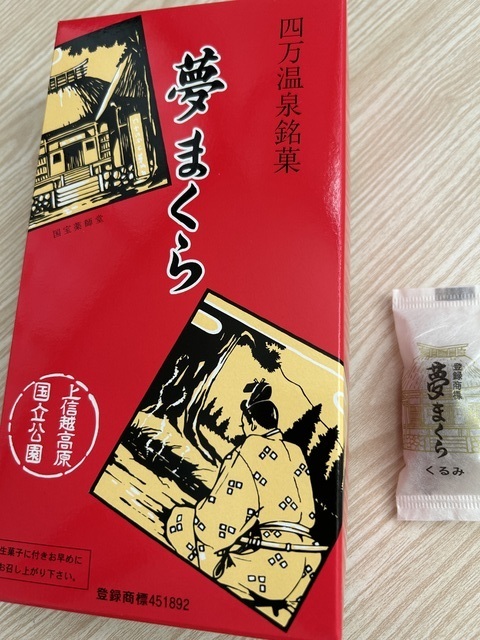 四万温泉銘菓
夢まくら
国宝薬師堂
上信越高原
国立公園
生菓子に付きお早めに
お召し上がり下さい。
登録商標451892
登録商標
夢まくら
くるみ